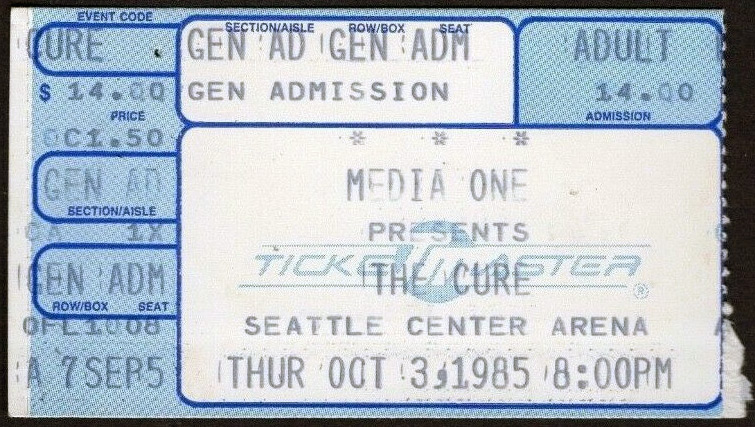 EVENT CODE
CURE
$ 14.00
PRICE
C1.50
GEN AD
SECTION/AISLE
CA 1X
GEN ADM
ROW/BOX SEAT
OFL1008
A 7SEP5
SECTION/AISLE ROW/BOX SEAT
GEN AD GEN ADM
GEN ADMISSION
ADULT
14.00
ADMISSION
* * *
MEDIA ONE
PRESENTS
TICKETMASTER ®
THE CURE
SEATTLE CENTER ARENA
THUR OCT 3,1985 8:00PM